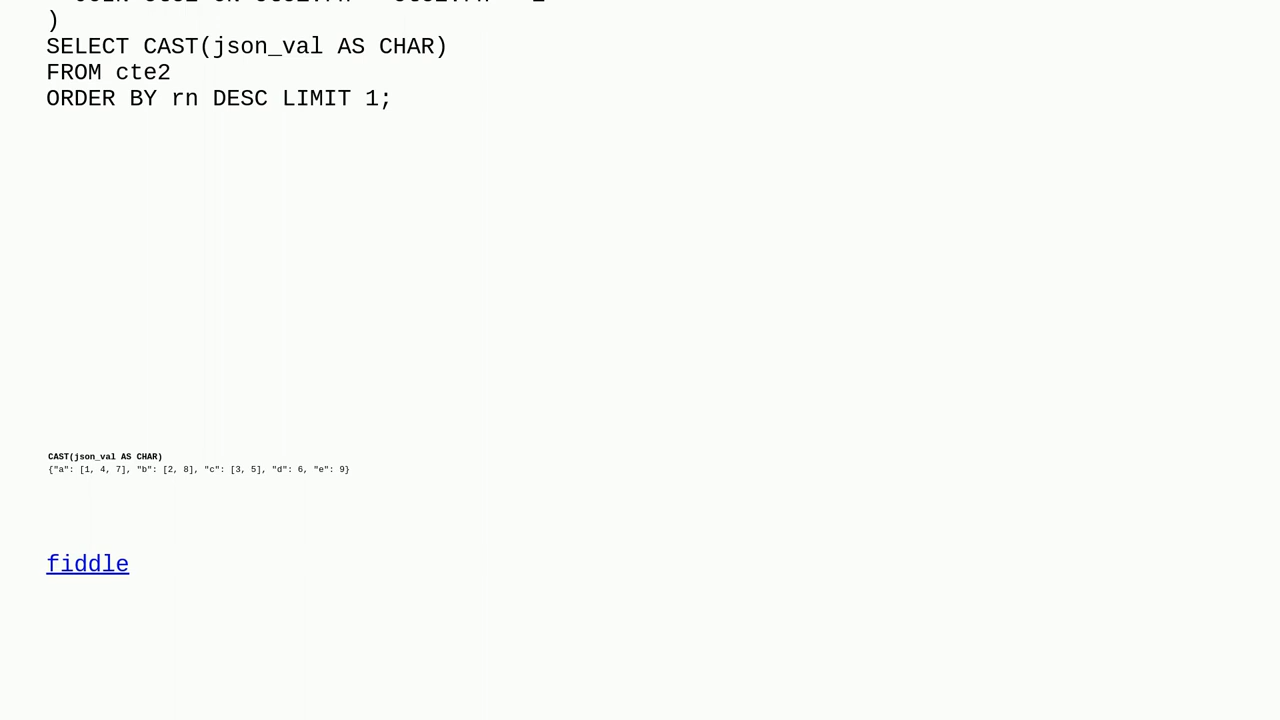 )
SELECT CAST(json_val AS CHAR)
FROM cte2
ORDER BY rn DESC LIMIT 1;
CAST(json_val AS CHAR)
{"a": [1, 4, 7], "b": [2, 8], "c": [3, 5], "d": 6, "e": 9}
fiddle